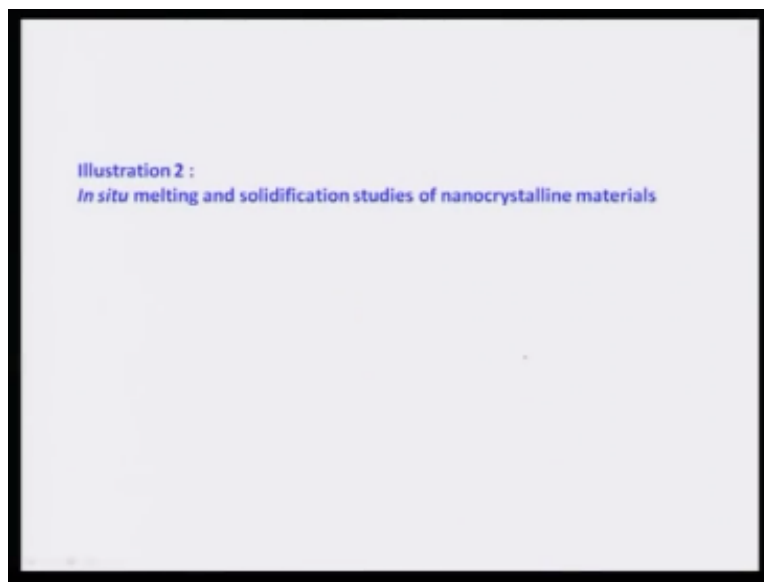 Illustration 2 :
In situ melting and solidification studies of nanocrystalline materials